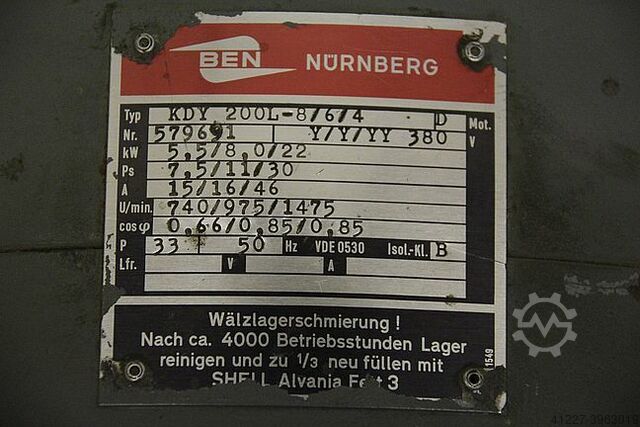 BEN NÜRNBERG
Typ KDY 200L-8/6/4 D Mot.
Nr. 579691 Y/Y/YY 380 V
kW 5,5/8,0/22
Ps 7,5/11/30
A 15/16/46
U/min. 740/975/1475
cos φ 0,66/0,85/0,85
P 33 50 Hz VDE 0530 Isol.-Kl. B
Lfr. V A
Wälzlagerschmierung !
Nach ca. 4000 Betriebsstunden Lager
reinigen und zu 1/3 neu füllen mit
SHELL Alvania Fett 3
1549
41227-3963019